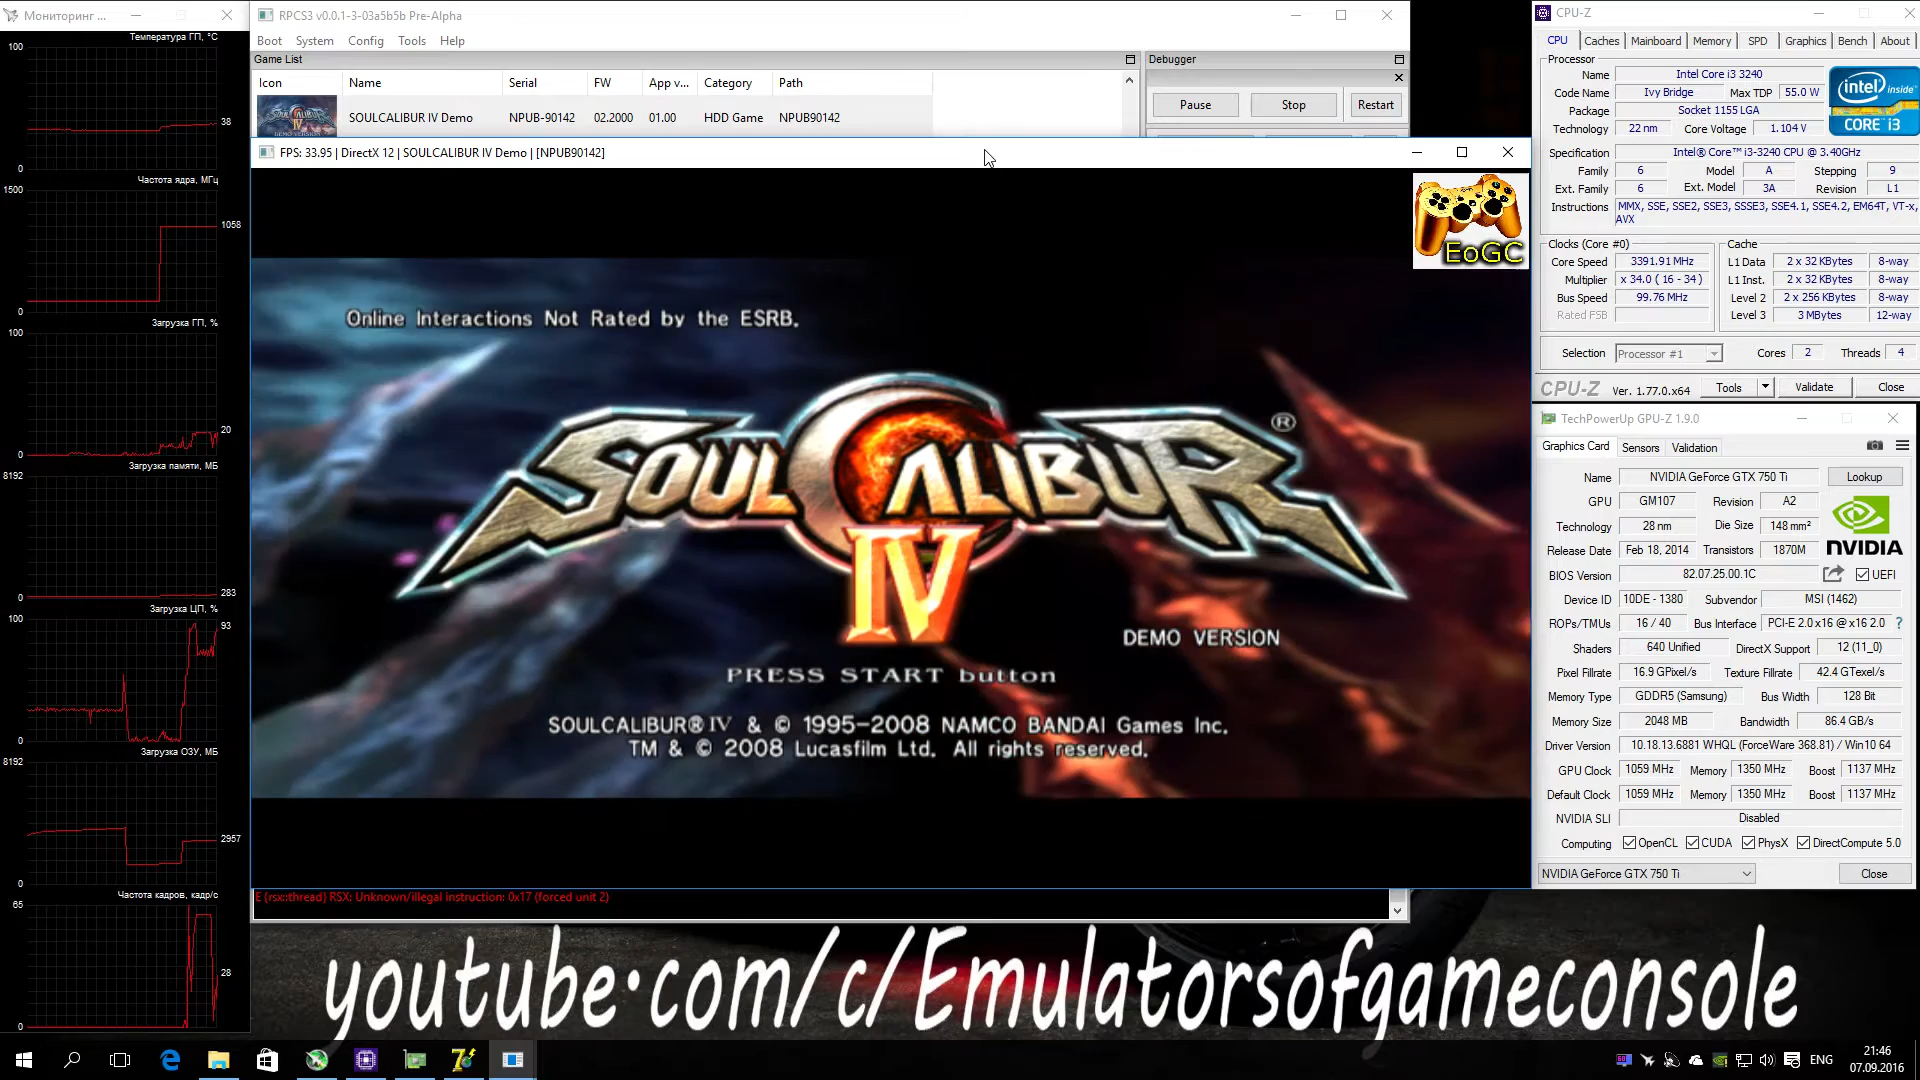 Мониторинг ...
Температура ГП, °C
100
38
0
Частота ядра, МГц
1500
1058
0
Загрузка ГП, %
100
20
0
Загрузка памяти, МБ
8192
283
0
Загрузка ЦП, %
100
93
0
Загрузка ОЗУ, МБ
8192
2957
0
Частота кадров, кадр/с
65
28
0
RPCS3 v0.0.1-3-03a5b5b Pre-Alpha
Boot System Config Tools Help
Game List
Icon Name Serial FW App v... Category Path
SOULCALIBUR IV Demo NPUB-90142 02.2000 01.00 HDD Game NPUB90142
Debugger
Pause Stop Restart
FPS: 33.95 | DirectX 12 | SOULCALIBUR IV Demo | [NPUB90142]
EoGC
Online Interactions Not Rated by the ESRB.
SOULCALIBUR®
IV
DEMO VERSION
PRESS START button
SOULCALIBUR® IV & © 1995-2008 NAMCO BANDAI Games Inc.
TM & © 2008 Lucasfilm Ltd. All rights reserved.
E {rsx::thread} RSX: Unknown/illegal instruction: 0x17 (forced unit 2)
youtube.com/c/Emulatorsofgameconsole
CPU-Z
CPU Caches Mainboard Memory SPD Graphics Bench About
Processor
Name Intel Core i3 3240
Code Name Ivy Bridge Max TDP 55.0 W
Package Socket 1155 LGA
Technology 22 nm Core Voltage 1.104 V
intel inside™
CORE i3
Specification Intel® Core™ i3-3240 CPU @ 3.40GHz
Family 6 Model A Stepping 9
Ext. Family 6 Ext. Model 3A Revision L1
Instructions MMX, SSE, SSE2, SSE3, SSSE3, SSE4.1, SSE4.2, EM64T, VT-x,
AVX
Clocks (Core #0) Cache
Core Speed 3391.91 MHz L1 Data 2 x 32 KBytes 8-way
Multiplier x 34.0 ( 16 - 34 ) L1 Inst. 2 x 32 KBytes 8-way
Bus Speed 99.76 MHz Level 2 2 x 256 KBytes 8-way
Rated FSB Level 3 3 MBytes 12-way
Selection Processor #1 Cores 2 Threads 4
CPU-Z Ver. 1.77.0.x64 Tools Validate Close
TechPowerUp GPU-Z 1.9.0
Graphics Card Sensors Validation
Name NVIDIA GeForce GTX 750 Ti Lookup
GPU GM107 Revision A2
Technology 28 nm Die Size 148 mm²
Release Date Feb 18, 2014 Transistors 1870M
NVIDIA
BIOS Version 82.07.25.00.1C UEFI
Device ID 10DE - 1380 Subvendor MSI (1462)
ROPs/TMUs 16 / 40 Bus Interface PCI-E 2.0 x16 @ x16 2.0 ?
Shaders 640 Unified DirectX Support 12 (11_0)
Pixel Fillrate 16.9 GPixel/s Texture Fillrate 42.4 GTexel/s
Memory Type GDDR5 (Samsung) Bus Width 128 Bit
Memory Size 2048 MB Bandwidth 86.4 GB/s
Driver Version 10.18.13.6881 WHQL (ForceWare 368.81) / Win10 64
GPU Clock 1059 MHz Memory 1350 MHz Boost 1137 MHz
Default Clock 1059 MHz Memory 1350 MHz Boost 1137 MHz
NVIDIA SLI Disabled
Computing OpenCL CUDA PhysX DirectCompute 5.0
NVIDIA GeForce GTX 750 Ti Close
ENG
21:46
07.09.2016